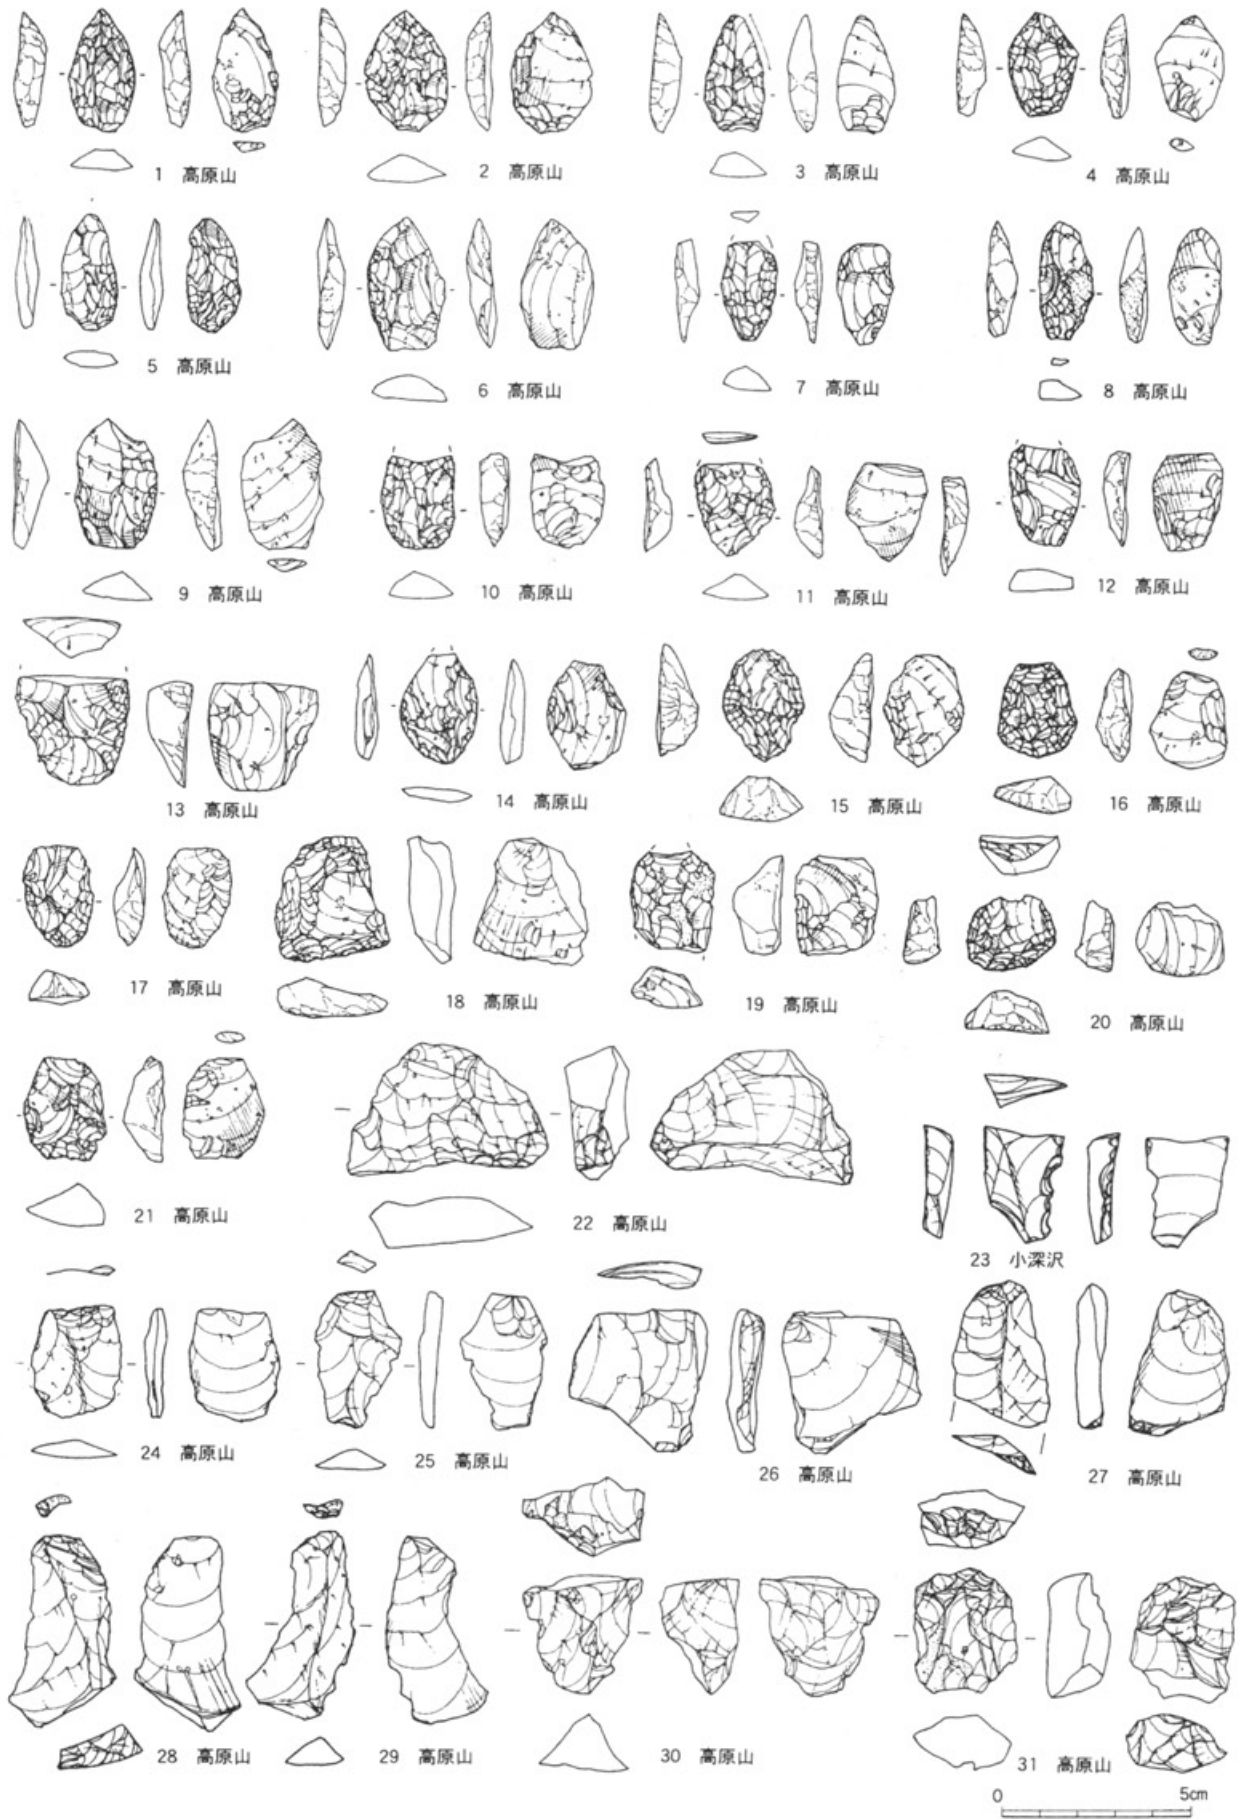 1 高原山
2 高原山
3 高原山
4 高原山
5 高原山
6 高原山
7 高原山
8 高原山
9 高原山
10 高原山
11 高原山
12 高原山
13 高原山
14 高原山
15 高原山
16 高原山
17 高原山
18 高原山
19 高原山
20 高原山
21 高原山
22 高原山
23 小深沢
24 高原山
25 高原山
26 高原山
27 高原山
28 高原山
29 高原山
30 高原山
31 高原山
0 5cm